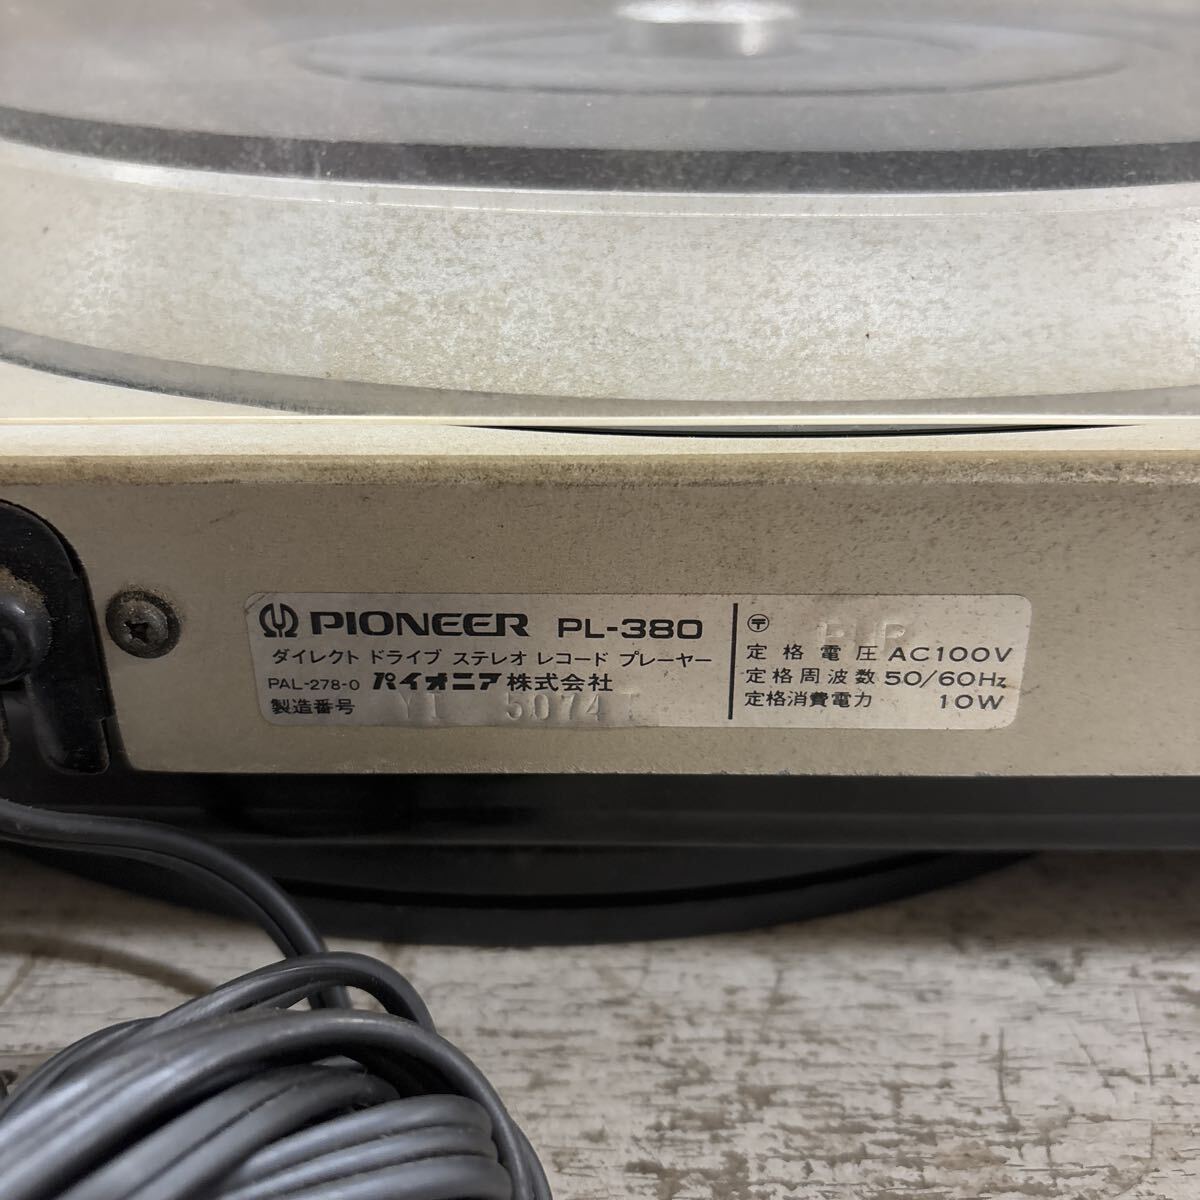 PIONEER PL-380
ダイレクト ドライブ ステレオ レコード プレーヤー
PAL-278-0 パイオニア株式会社
製造番号 YI 5074
〒
定格電圧 AC100V
定格周波数 50/60Hz
定格消費電力 10W